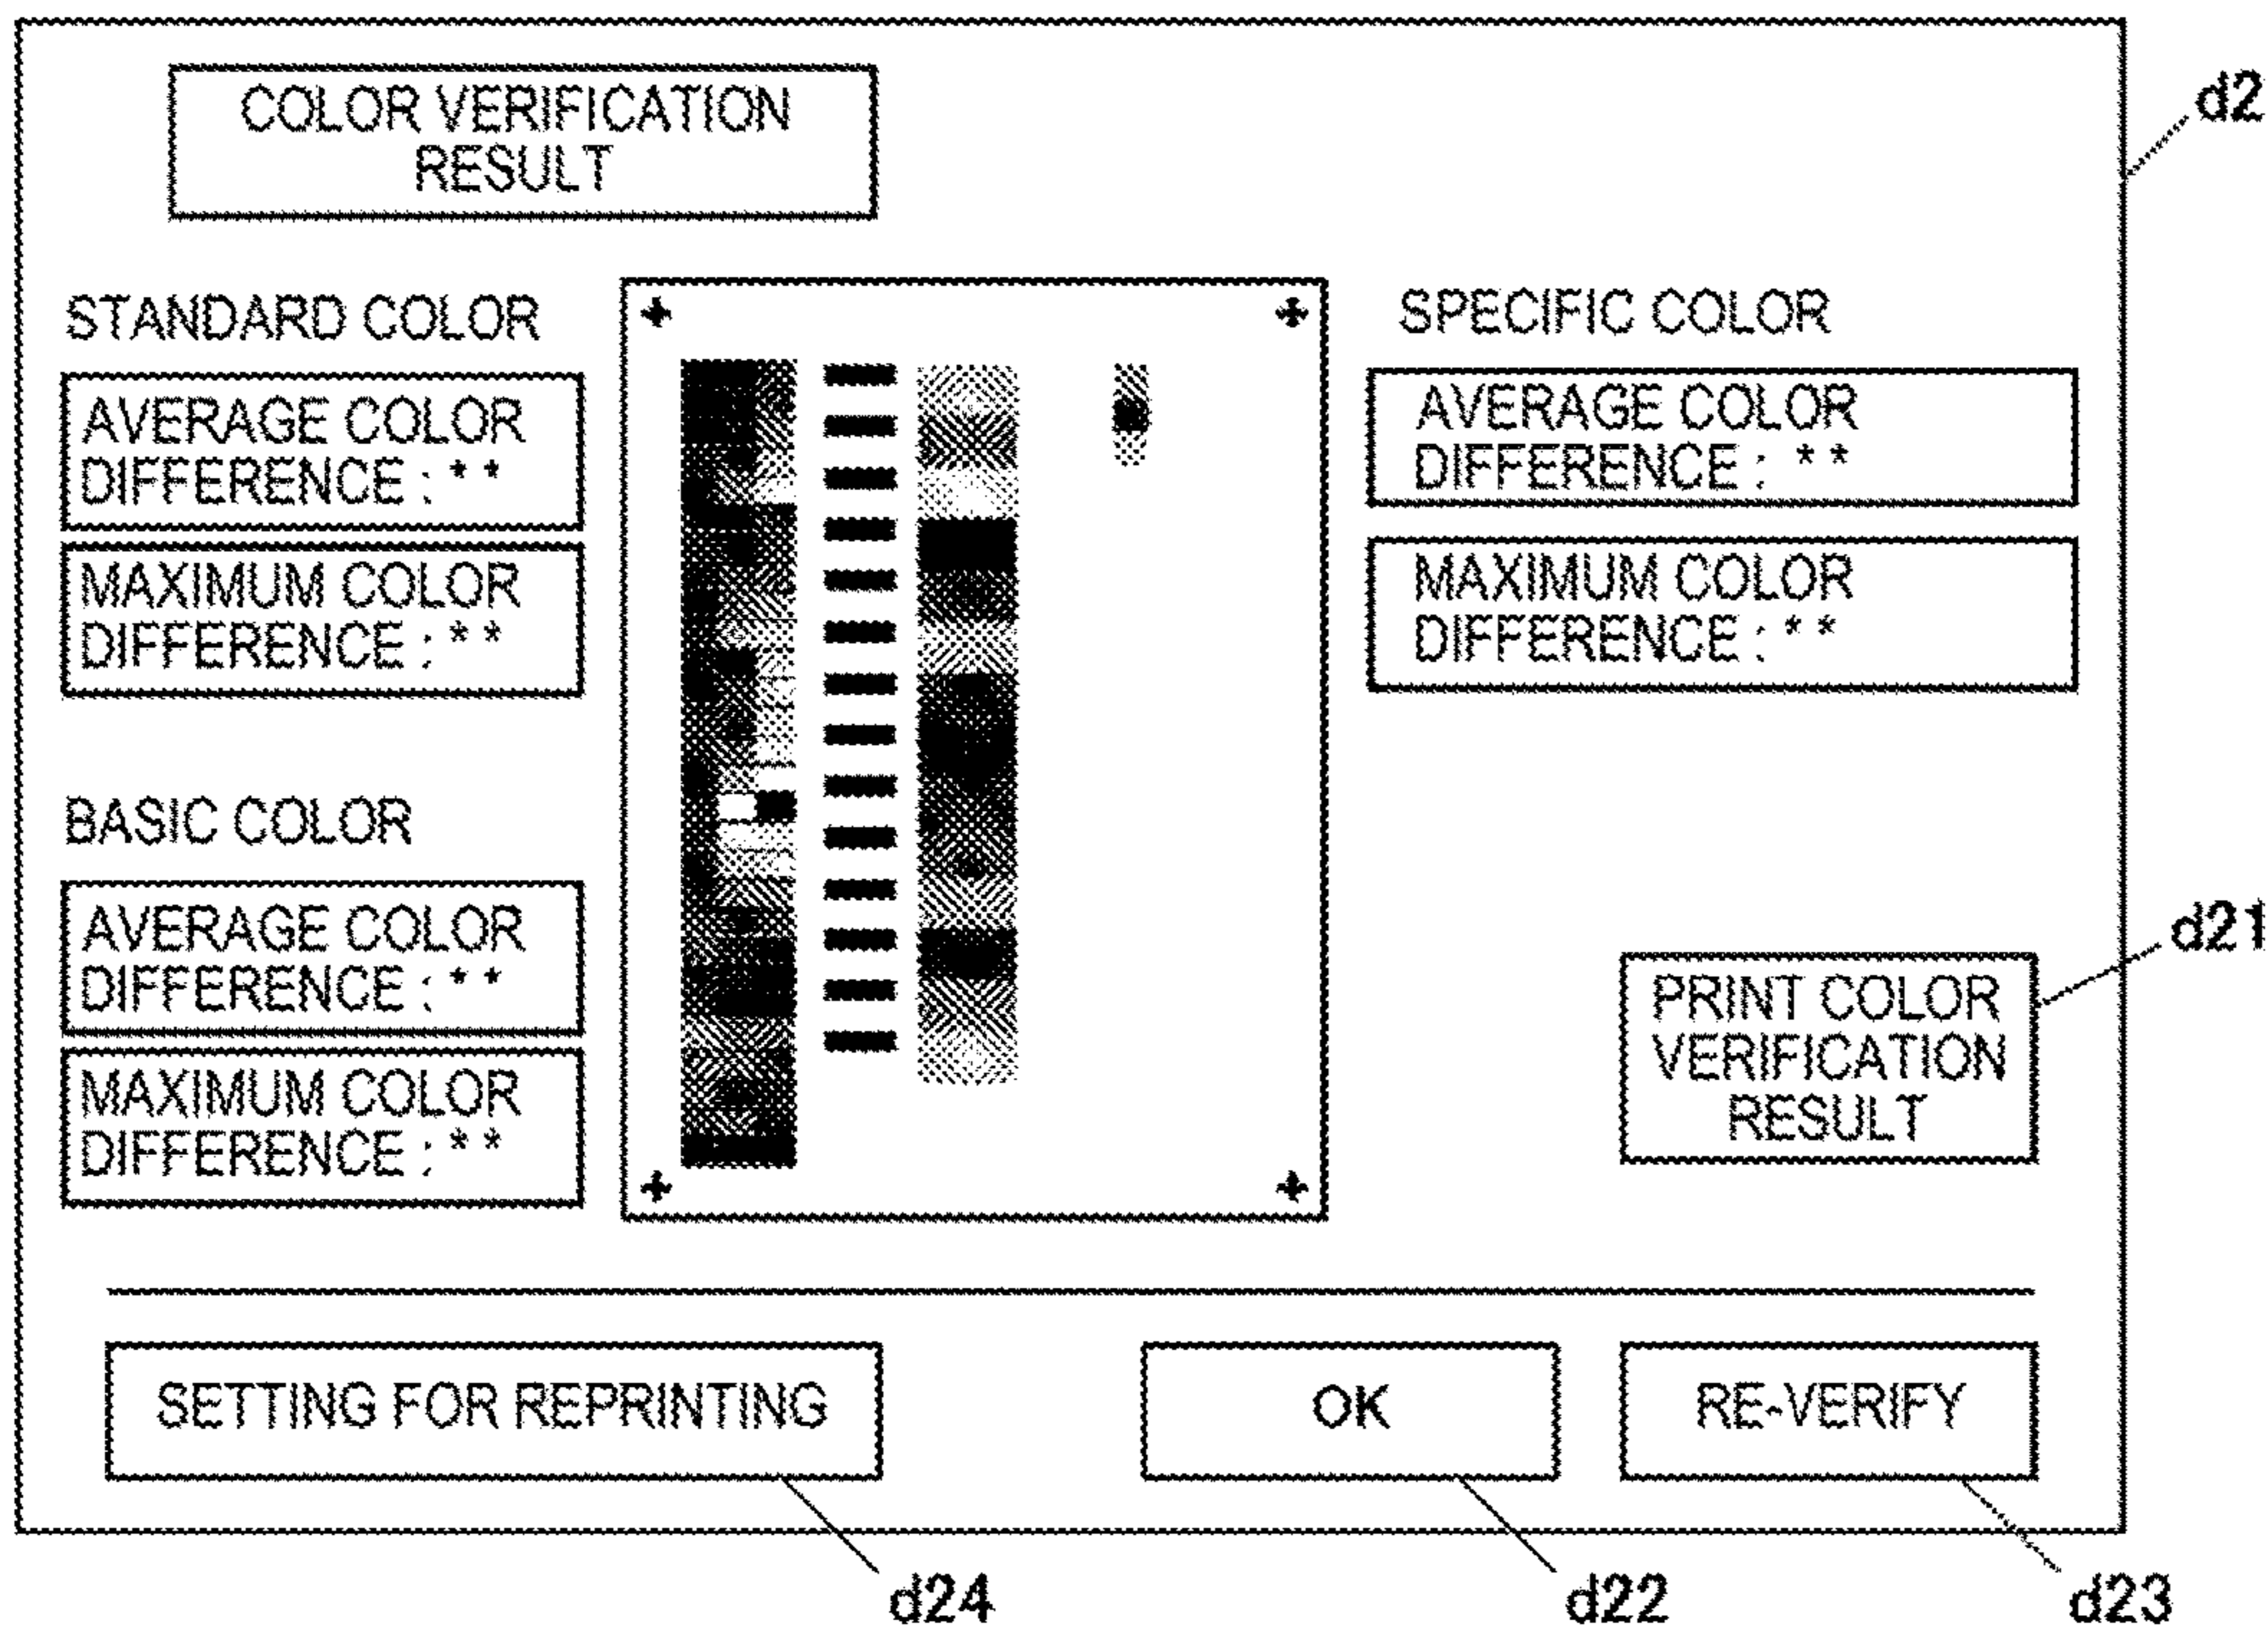 COLOR VERIFICATION
RESULT
d2
STANDARD COLOR
AVERAGE COLOR
DIFFERENCE : **
MAXIMUM COLOR
DIFFERENCE : **
BASIC COLOR
AVERAGE COLOR
DIFFERENCE : **
MAXIMUM COLOR
DIFFERENCE : **
SPECIFIC COLOR
AVERAGE COLOR
DIFFERENCE : **
MAXIMUM COLOR
DIFFERENCE : **
d21
PRINT COLOR
VERIFICATION
RESULT
SETTING FOR REPRINTING
OK
RE-VERIFY
d24
d22
d23